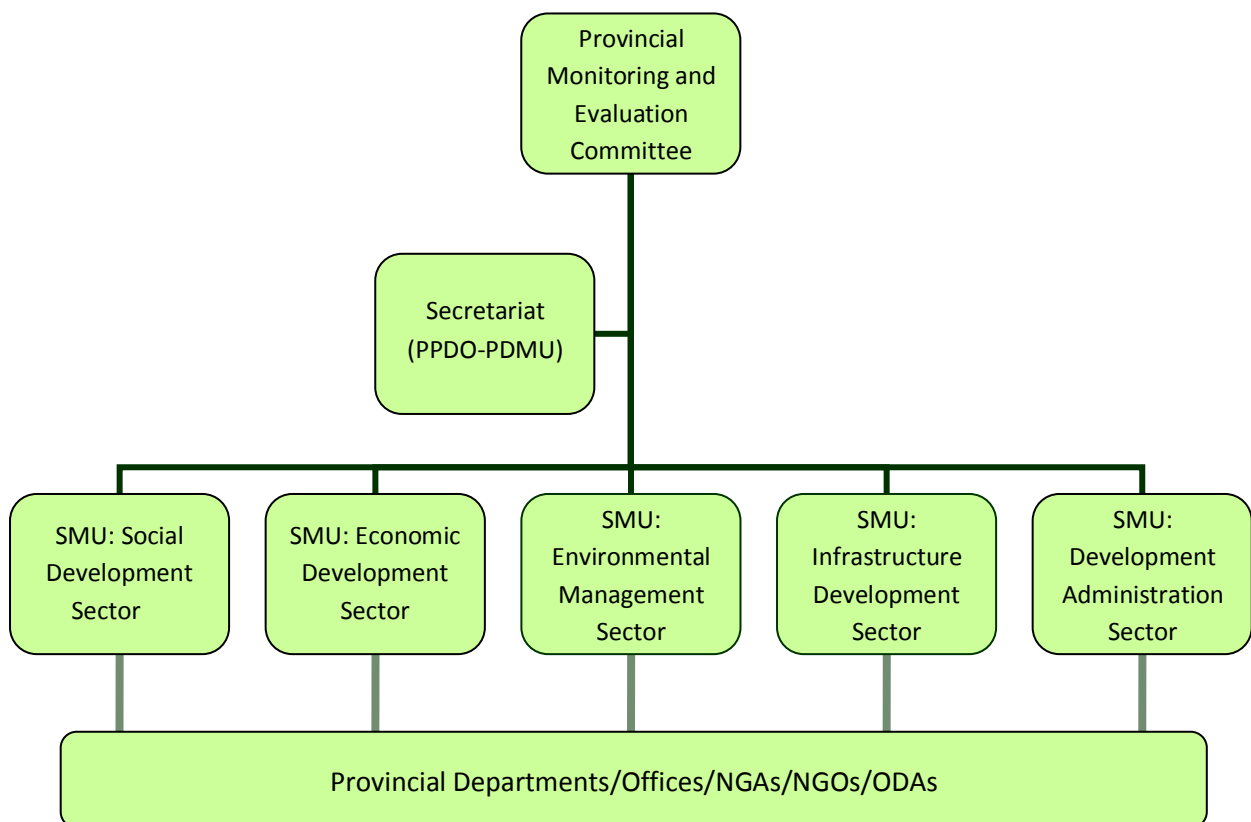 Provincial
Monitoring and
Evaluation
Committee
Secretariat
(PPDO-PDMU)
SMU: Social
Development
Sector
SMU: Economic
Development
Sector
SMU:
Environmental
Management
Sector
SMU:
Infrastructure
Development
Sector
SMU:
Development
Administration
Sector
Provincial Departments/Offices/NGAs/NGOs/ODAs